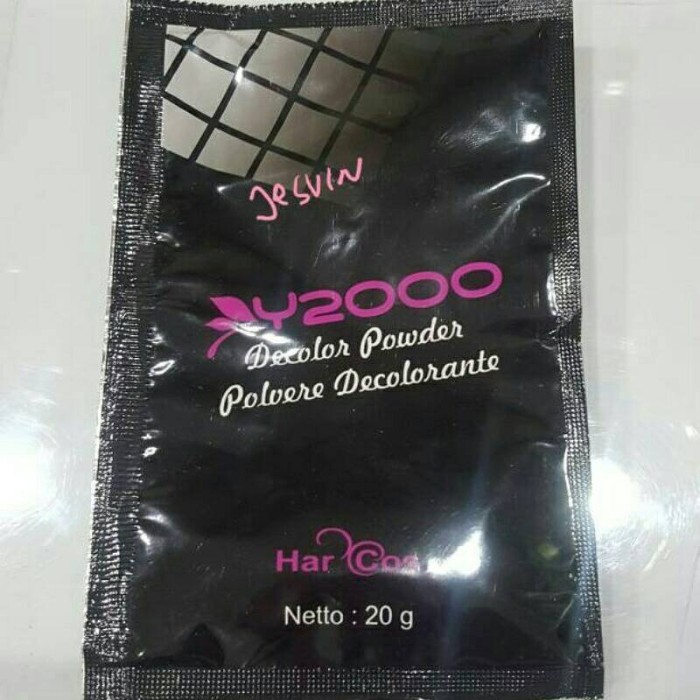 Jesvin
Y2000
Decolor Powder
Polvere Decolorante
Har Cos
Netto : 20 g